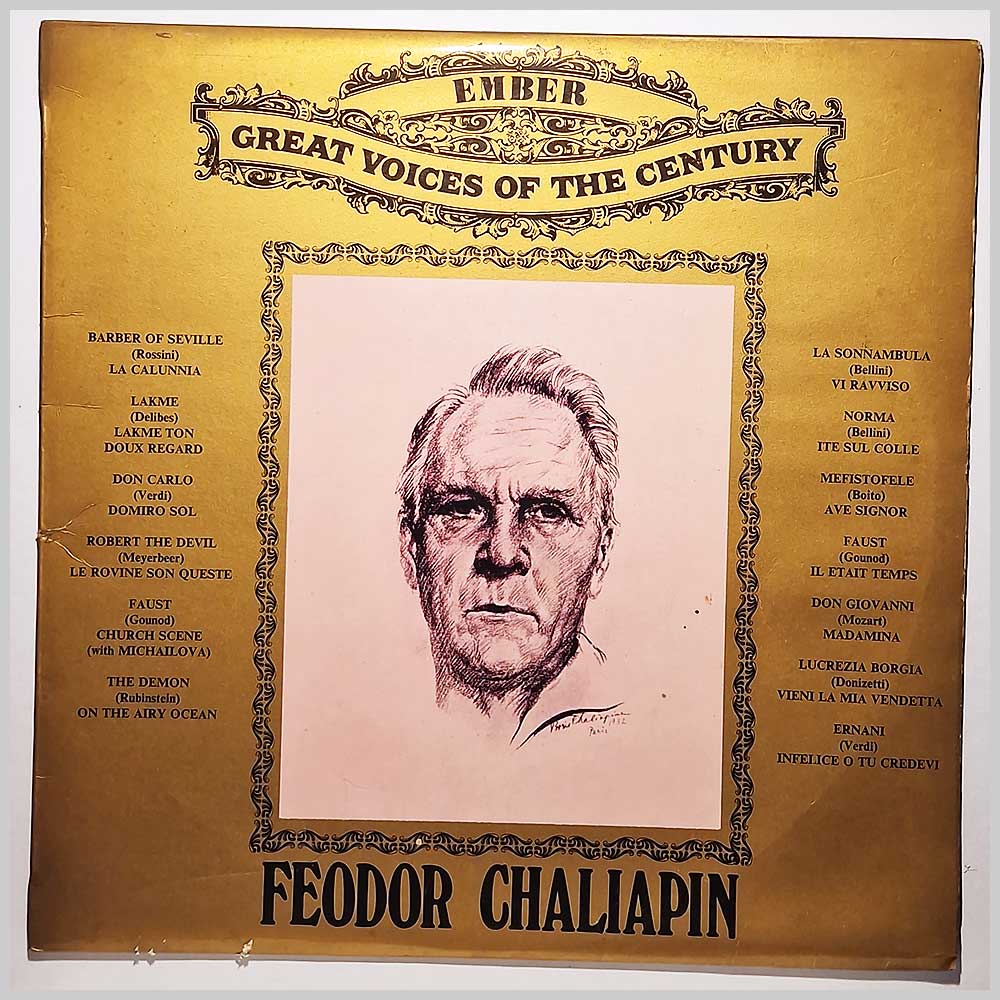 EMBER
GREAT VOICES OF THE CENTURY
BARBER OF SEVILLE
(Rossini)
LA CALUNNIA
LAKME
(Delibes)
LAKME TON
DOUX REGARD
DON CARLO
(Verdi)
DOMIRO SOL
ROBERT THE DEVIL
(Meyerbeer)
LE ROVINE SON QUESTE
FAUST
(Gounod)
CHURCH SCENE
(with MICHAILOVA)
THE DEMON
(Rubinstein)
ON THE AIRY OCEAN
LA SONNAMBULA
(Bellini)
VI RAVVISO
NORMA
(Bellini)
ITE SUL COLLE
MEFISTOFELE
(Boito)
AVE SIGNOR
FAUST
(Gounod)
IL ETAIT TEMPS
DON GIOVANNI
(Mozart)
MADAMINA
LUCREZIA BORGIA
(Donizetti)
VIENI LA MIA VENDETTA
ERNANI
(Verdi)
INFELICE O TU CREDEVI
Boris Chaliapine
1932
Paris
FEODOR CHALIAPIN